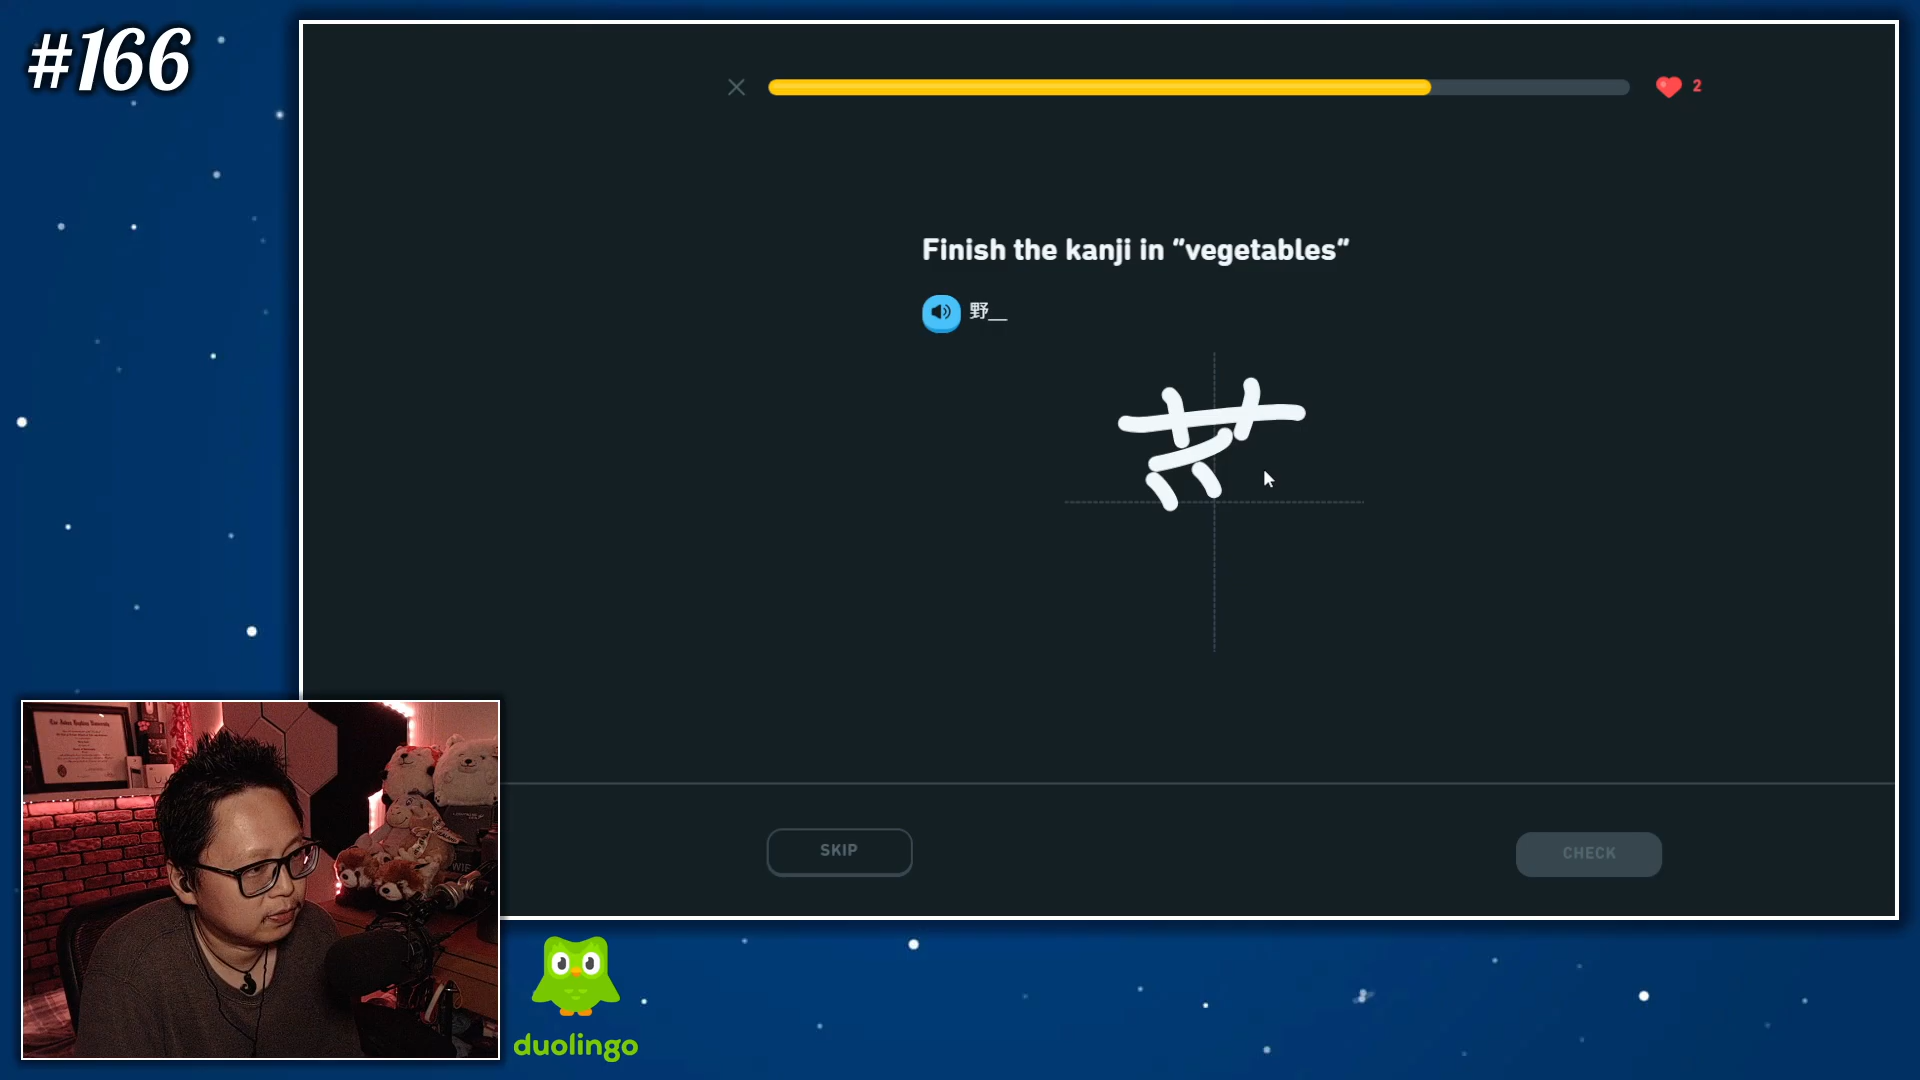 #166
2
Finish the kanji in “vegetables”
野__
SKIP
CHECK
duolingo